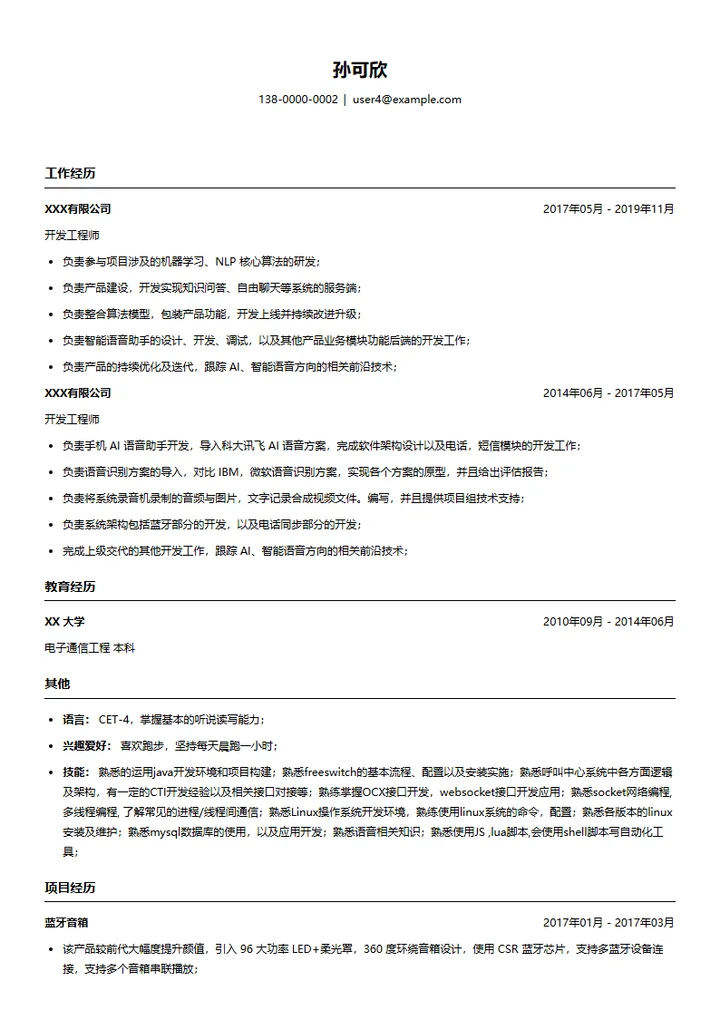 孙可欣
138-0000-0002 | user4@example.com
工作经历
XXX有限公司 2017年05月 - 2019年11月
开发工程师
• 负责参与项目涉及的机器学习、NLP 核心算法的研发；
• 负责产品建设，开发实现知识问答、自由聊天等系统的服务端；
• 负责整合算法模型，包装产品功能，开发上线并持续改进升级；
• 负责智能语音助手的设计、开发、调试，以及其他产品业务模块功能后端的开发工作；
• 负责产品的持续优化及迭代，跟踪 AI、智能语音方向的相关前沿技术；
XXX有限公司 2014年06月 - 2017年05月
开发工程师
• 负责手机 AI 语音助手开发，导入科大讯飞 AI 语音方案，完成软件架构设计以及电话，短信模块的开发工作；
• 负责语音识别方案的导入，对比 IBM，微软语音识别方案，实现各个方案的原型，并且给出评估报告；
• 负责将系统录音机录制的音频与图片，文字记录合成视频文件。编写，并且提供项目组技术支持；
• 负责系统架构包括蓝牙部分的开发，以及电话同步部分的开发；
• 完成上级交代的其他开发工作，跟踪 AI、智能语音方向的相关前沿技术；
教育经历
XX 大学 2010年09月 - 2014年06月
电子通信工程 本科
其他
• 语言： CET-4，掌握基本的听说读写能力；
• 兴趣爱好： 喜欢跑步，坚持每天晨跑一小时；
• 技能： 熟悉的运用java开发环境和项目构建；熟悉freeswitch的基本流程、配置以及安装实施；熟悉呼叫中心系统中各方面逻辑
及架构，有一定的CTI开发经验以及相关接口对接等；熟练掌握OCX接口开发，websocket接口开发应用；熟悉socket网络编程,
多线程编程,了解常见的进程/线程间通信；熟悉Linux操作系统开发环境，熟练使用linux系统的命令，配置；熟悉各版本的linux
安装及维护；熟悉mysql数据库的使用，以及应用开发；熟悉语音相关知识；熟悉使用JS ,lua脚本,会使用shell脚本写自动化工
具；
项目经历
蓝牙音箱 2017年01月 - 2017年03月
• 该产品较前代大幅度提升颜值，引入 96 大功率 LED+柔光罩，360 度环绕音箱设计，使用 CSR 蓝牙芯片，支持多蓝牙设备连
接，支持多个音箱串联播放；